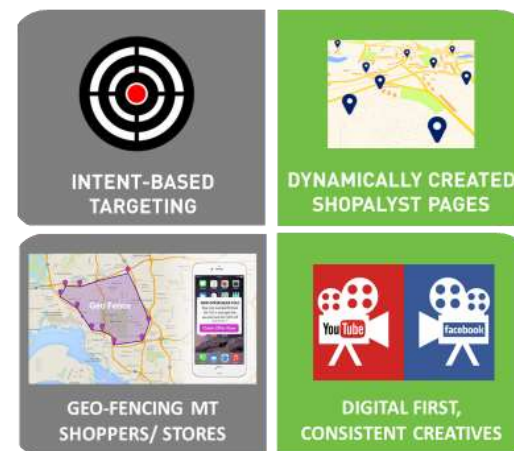 INTENT-BASED
TARGETING
DYNAMICALLY CREATED
SHOPALYST PAGES
Geo Fence
GEO-FENCING MT
SHOPPERS/ STORES
YouTube
facebook
DIGITAL FIRST,
CONSISTENT CREATIVES